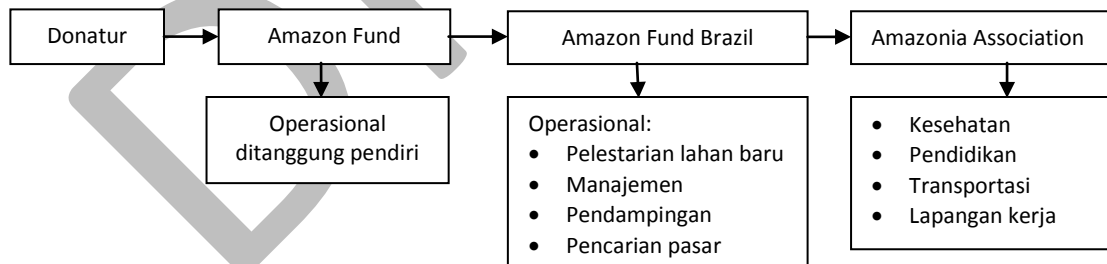 Donatur
Amazon Fund
Amazon Fund Brazil
Amazonia Association
Operasional
ditanggung pendiri
Operasional:
• Pelestarian lahan baru
• Manajemen
• Pendampingan
• Pencarian pasar
• Kesehatan
• Pendidikan
• Transportasi
• Lapangan kerja